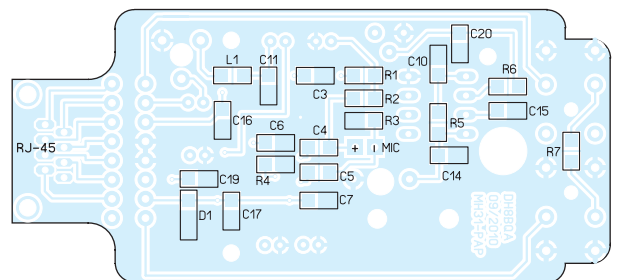 C20
L1
C11
C10
C3
R1
R6
R2
C15
C16
R3
R5
C6
C4
RJ-45
+ - MIC
R7
R4
C14
C19
C5
C7
D1
C17
DH8BQA
09/2010
MH31-PAP